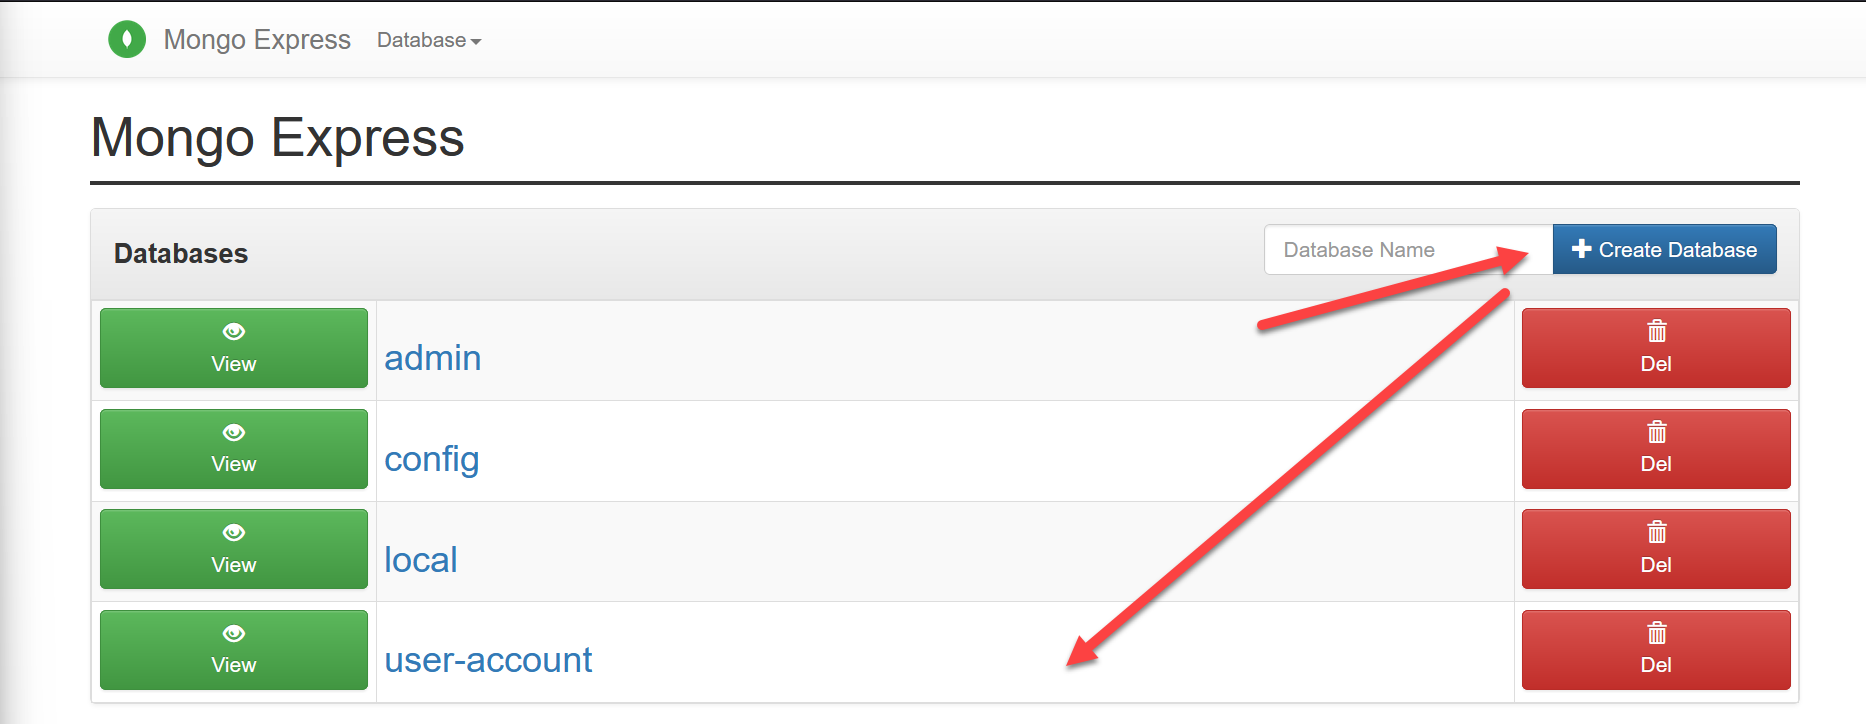 Mongo Express Database
Mongo Express
Databases Database Name Create Database
View admin Del
View config Del
View local Del
View user-account Del